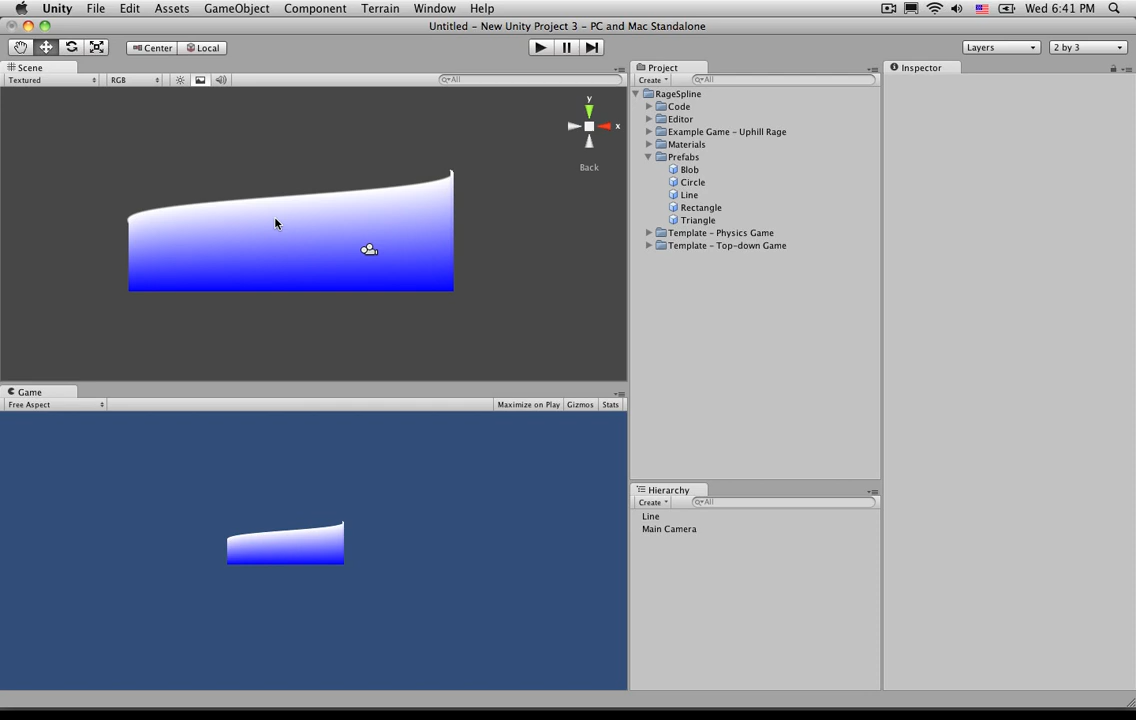 Unity File Edit Assets GameObject Component Terrain Window Help Wed 6:41 PM
Untitled - New Unity Project 3 - PC and Mac Standalone
Center Local Layers 2 by 3
Scene
Textured RGB All
y
x
Back
Game
Free Aspect Maximize on Play Gizmos Stats
Project
Create All
RageSpline
Code
Editor
Example Game - Uphill Rage
Materials
Prefabs
Blob
Circle
Line
Rectangle
Triangle
Template - Physics Game
Template - Top-down Game
Hierarchy
Create All
Line
Main Camera
Inspector